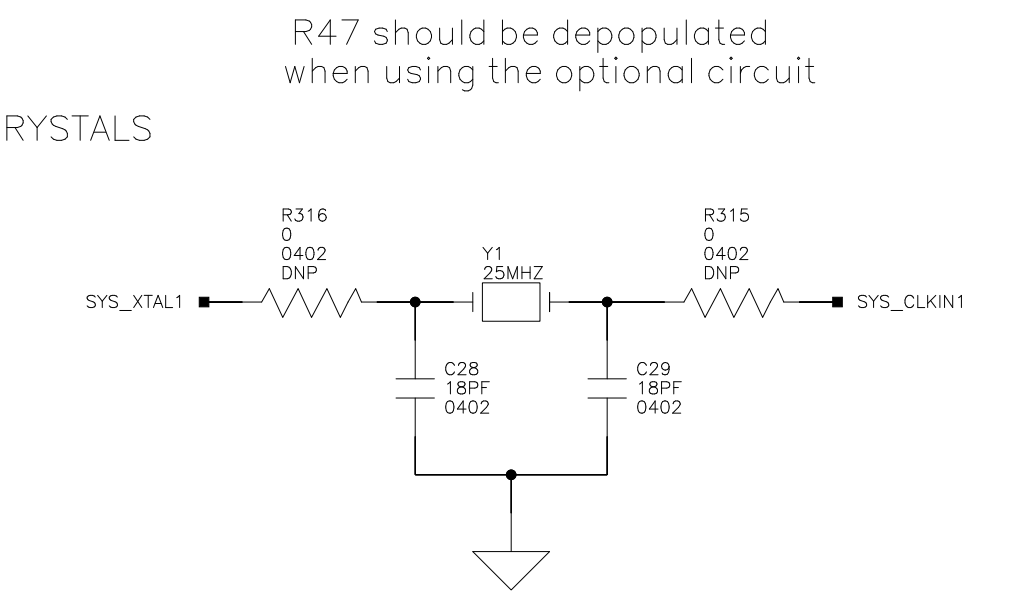 R47 should be depopulated
when using the optional circuit
RYSTALS
R316
0
0402
DNP
R315
0
0402
DNP
Y1
25MHZ
SYS_XTAL1
SYS_CLKIN1
C28
18PF
0402
C29
18PF
0402